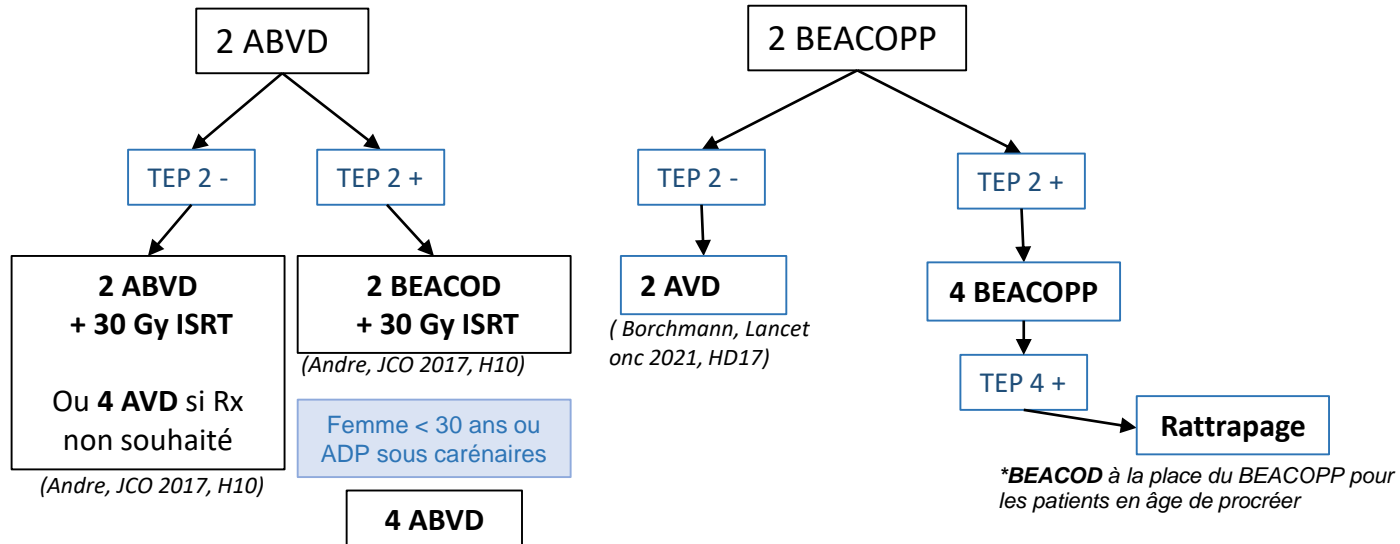 2 ABVD
2 BEACOPP
TEP 2 -
TEP 2 +
TEP 2 -
TEP 2 +
2 ABVD
+ 30 Gy ISRT
Ou 4 AVD si Rx
non souhaité
(Andre, JCO 2017, H10)
2 BEACOD
+ 30 Gy ISRT
(Andre, JCO 2017, H10)
Femme < 30 ans ou
ADP sous carénaires
4 ABVD
2 AVD
( Borchmann, Lancet
onc 2021, HD17)
4 BEACOPP
TEP 4 +
Rattrapage
*BEACOD à la place du BEACOPP pour
les patients en âge de procréer